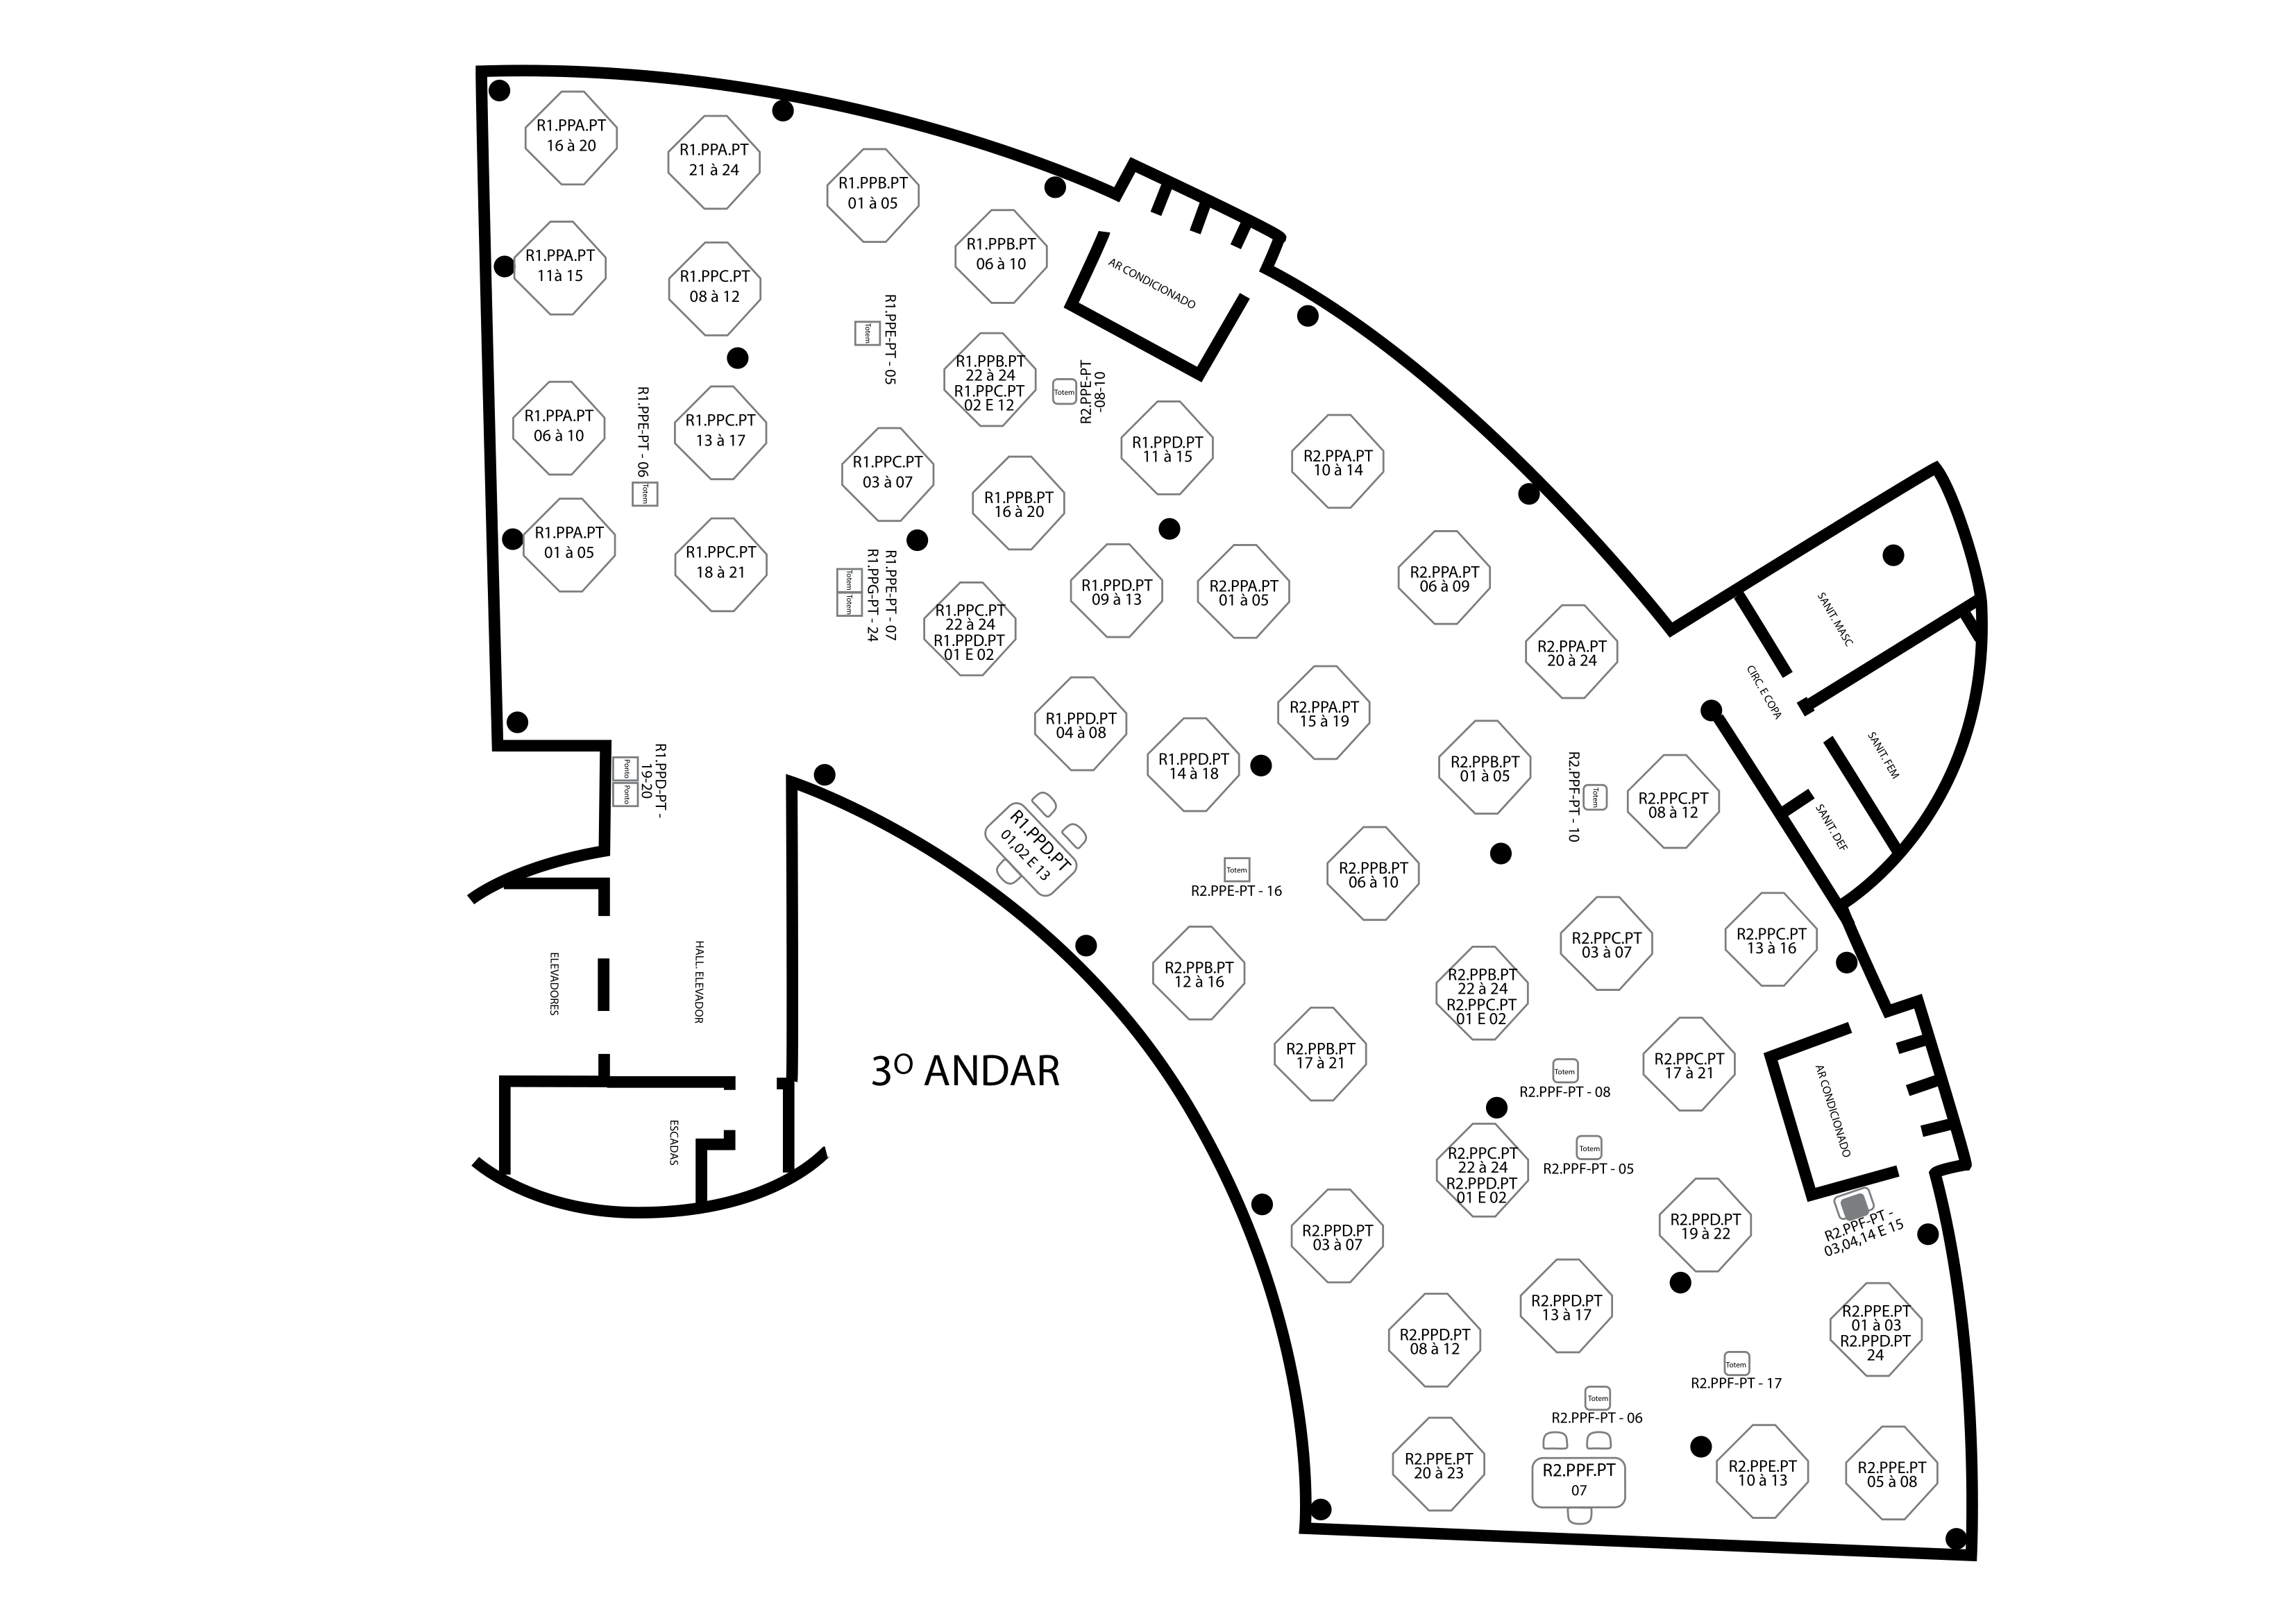 R1.PPA.PT
16 à 20
R1.PPA.PT
21 à 24
R1.PPB.PT
01 à 05
R1.PPB.PT
06 à 10
AR CONDICIONADO
R1.PPA.PT
11à 15
R1.PPC.PT
08 à 12
Totem
R1.PPE-PT - 05
R1.PPB.PT
22 à 24
R1.PPC.PT
02 E 12
Totem
R2.PPE-PT
-08-10
R1.PPA.PT
06 à 10
R1.PPE-PT - 06
Totem
R1.PPC.PT
13 à 17
R1.PPC.PT
03 à 07
R1.PPB.PT
16 à 20
R1.PPD.PT
11 à 15
R2.PPA.PT
10 à 14
R1.PPA.PT
01 à 05
R1.PPC.PT
18 à 21
Totem
Totem
R1.PPE-PT - 07
R1.PPG-PT - 24
R1.PPC.PT
22 à 24
R1.PPD.PT
01 E 02
R1.PPD.PT
09 à 13
R2.PPA.PT
01 à 05
R2.PPA.PT
06 à 09
R2.PPA.PT
20 à 24
SANIT. MASC
CIRC. E COPA
SANIT. FEM
SANIT. DEF
R1.PPD.PT
04 à 08
R1.PPD.PT
14 à 18
R2.PPA.PT
15 à 19
R2.PPB.PT
01 à 05
R2.PPF-PT - 10
Totem
R2.PPC.PT
08 à 12
Ponto
Ponto
R1.PPD-PT -
19-20
R1.PPD.PT
01,02 E 13
Totem
R2.PPE-PT - 16
R2.PPB.PT
06 à 10
R2.PPC.PT
03 à 07
R2.PPC.PT
13 à 16
ELEVADORES
HALL. ELEVADOR
R2.PPB.PT
12 à 16
R2.PPB.PT
22 à 24
R2.PPC.PT
01 E 02
3º ANDAR
R2.PPB.PT
17 à 21
Totem
R2.PPF-PT - 08
R2.PPC.PT
17 à 21
AR CONDICIONADO
ESCADAS
R2.PPC.PT
22 à 24
R2.PPD.PT
01 E 02
Totem
R2.PPF-PT - 05
R2.PPD.PT
03 à 07
R2.PPD.PT
19 à 22
R2.PPF-PT -
03,04,14 E 15
R2.PPD.PT
13 à 17
R2.PPD.PT
08 à 12
R2.PPE.PT
01 à 03
R2.PPD.PT
24
Totem
R2.PPF-PT - 17
Totem
R2.PPF-PT - 06
R2.PPE.PT
20 à 23
R2.PPF.PT
07
R2.PPE.PT
10 à 13
R2.PPE.PT
05 à 08